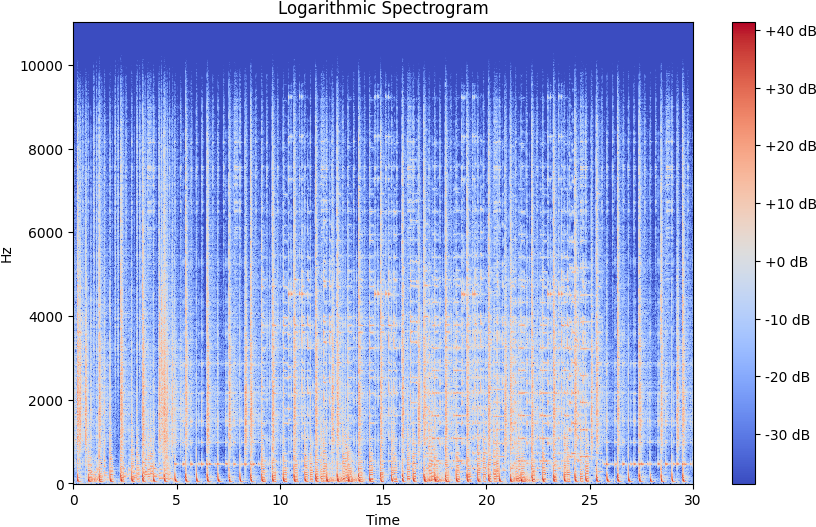 Logarithmic Spectrogram
Hz
10000
8000
6000
4000
2000
0
0 5 10 15 20 25 30
Time
+40 dB
+30 dB
+20 dB
+10 dB
+0 dB
-10 dB
-20 dB
-30 dB